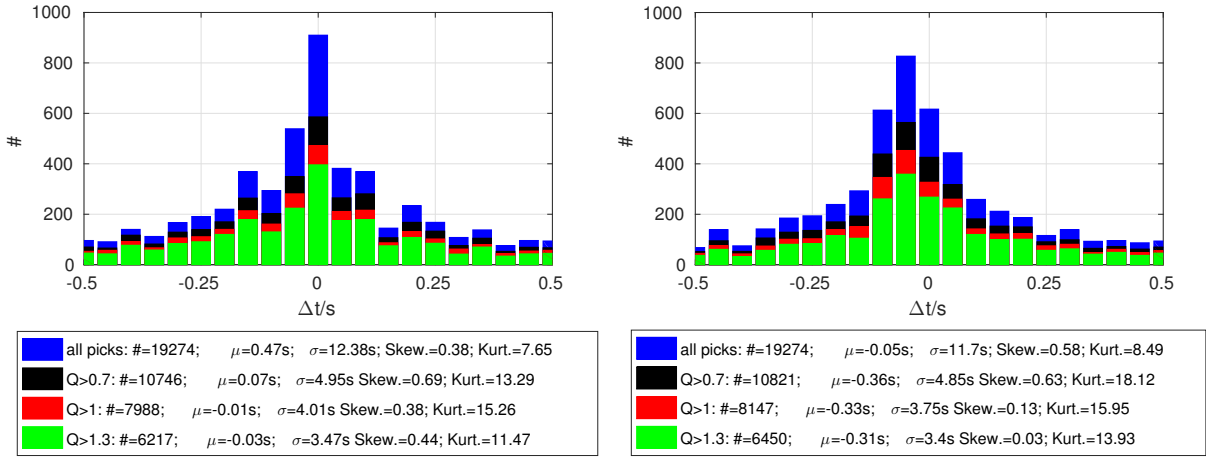 1000
800
600
400
200
0
#
-0.5 -0.25 0 0.25 0.5
Δt/s
all picks: #=19274; μ=0.47s; σ=12.38s; Skew.=0.38; Kurt.=7.65
Q>0.7: #=10746; μ=0.07s; σ=4.95s Skew.=0.69; Kurt.=13.29
Q>1: #=7988; μ=-0.01s; σ=4.01s Skew.=0.38; Kurt.=15.26
Q>1.3: #=6217; μ=-0.03s; σ=3.47s Skew.=0.44; Kurt.=11.47
1000
800
600
400
200
0
#
-0.5 -0.25 0 0.25 0.5
Δt/s
all picks: #=19274; μ=-0.05s; σ=11.7s; Skew.=0.58; Kurt.=8.49
Q>0.7: #=10821; μ=-0.36s; σ=4.85s Skew.=0.63; Kurt.=18.12
Q>1: #=8147; μ=-0.33s; σ=3.75s Skew.=0.13; Kurt.=15.95
Q>1.3: #=6450; μ=-0.31s; σ=3.4s Skew.=0.03; Kurt.=13.93